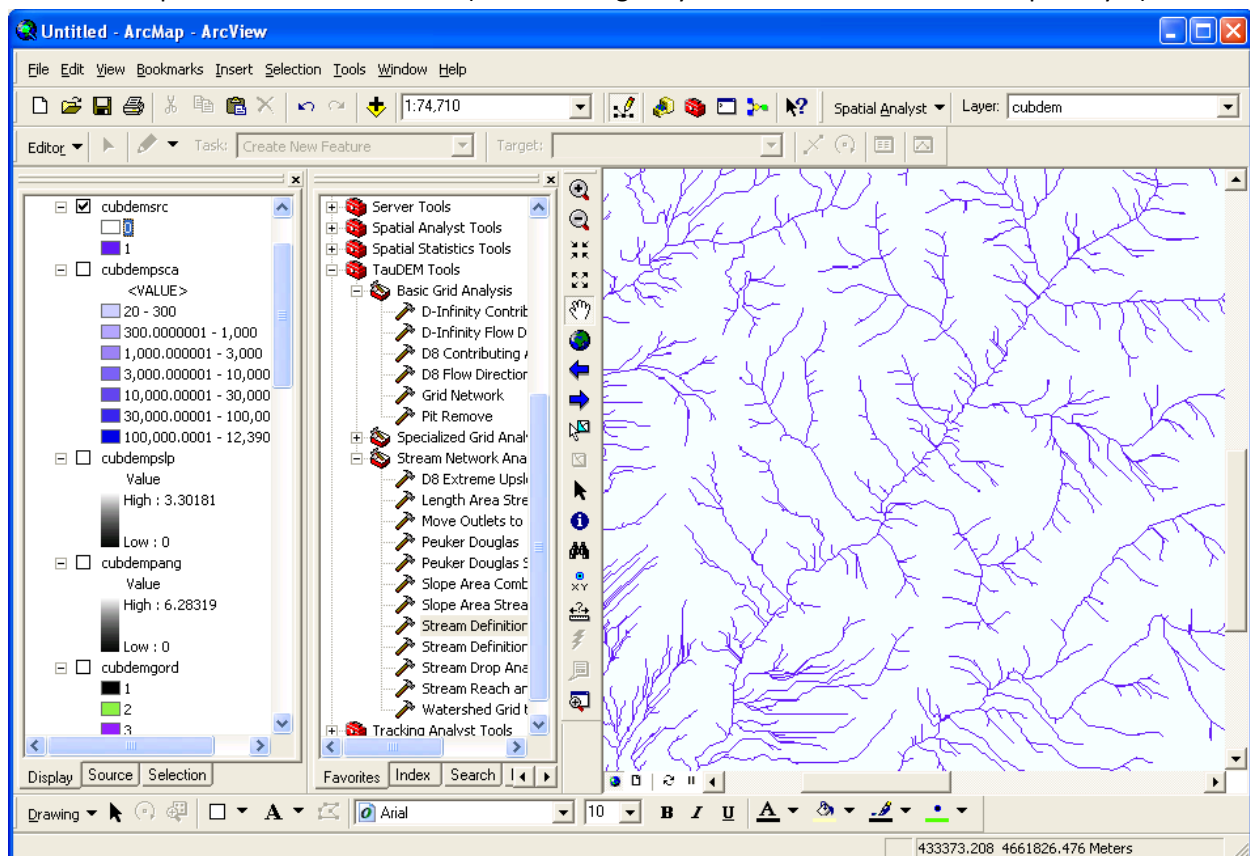 Untitled - ArcMap - ArcView
File Edit View Bookmarks Insert Selection Tools Window Help
1:74,710
Spatial Analyst
Layer: cubdem
Editor
Task: Create New Feature
Target:
cubdemsrc
0
1
cubdempsca
<VALUE>
20 - 300
300.0000001 - 1,000
1,000.000001 - 3,000
3,000.000001 - 10,000
10,000.00001 - 30,000
30,000.00001 - 100,00
100,000.0001 - 12,390
cubdempslp
Value
High : 3.30181
Low : 0
cubdempang
Value
High : 6.28319
Low : 0
cubdemgord
1
2
3
Display Source Selection
Server Tools
Spatial Analyst Tools
Spatial Statistics Tools
TauDEM Tools
Basic Grid Analysis
D-Infinity Contrib
D-Infinity Flow D
D8 Contributing
D8 Flow Direction
Grid Network
Pit Remove
Specialized Grid Anal
Stream Network Ana
D8 Extreme Upsl
Length Area Stre
Move Outlets to
Peuker Douglas
Peuker Douglas S
Slope Area Comb
Slope Area Strea
Stream Definition
Stream Definition
Stream Drop Ana
Stream Reach ar
Watershed Grid t
Tracking Analyst Tools
Favorites Index Search
XY
Drawing
A
Arial
10
B I U A
433373.208 4661826.476 Meters